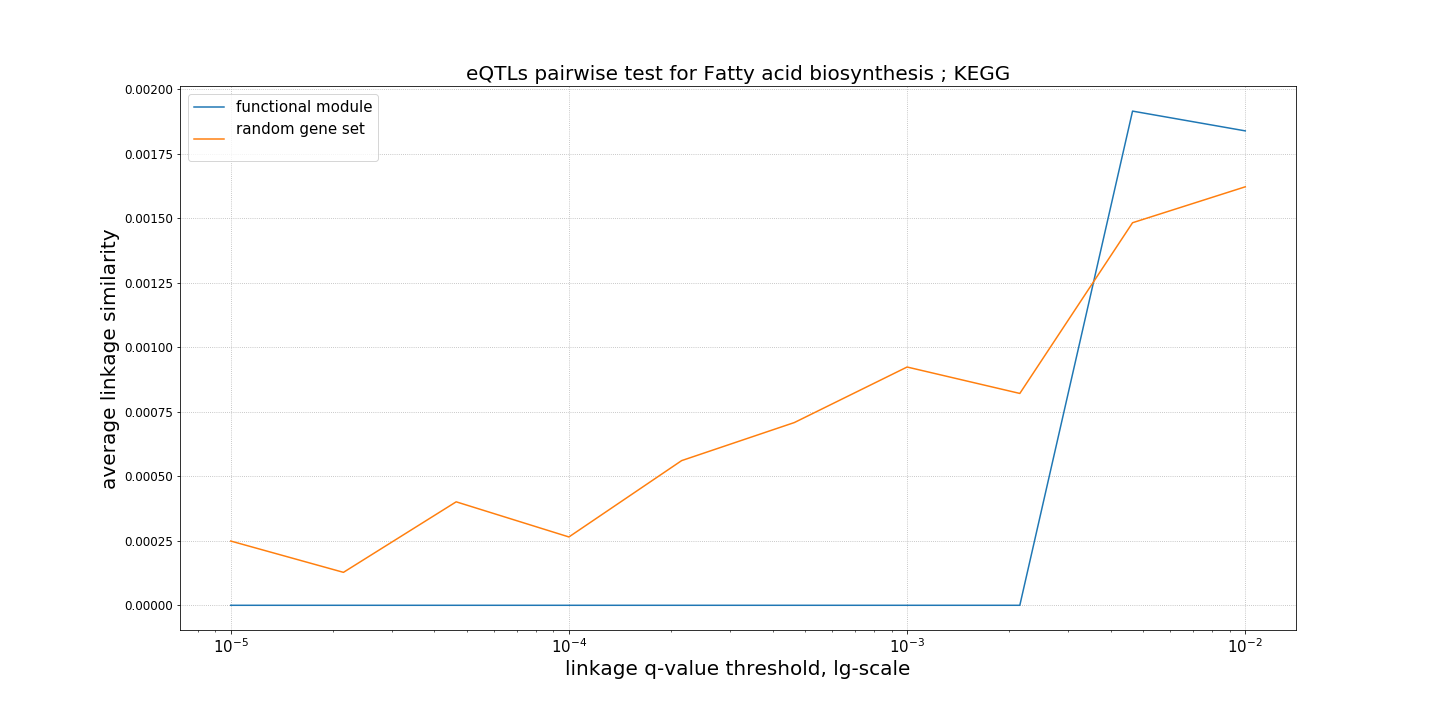 eQTLs pairwise test for Fatty acid biosynthesis ; KEGG
functional module
random gene set
0.00200
0.00175
0.00150
0.00125
0.00100
0.00075
0.00050
0.00025
0.00000
average linkage similarity
10⁻⁵ 10⁻⁴ 10⁻³ 10⁻²
linkage q-value threshold, lg-scale